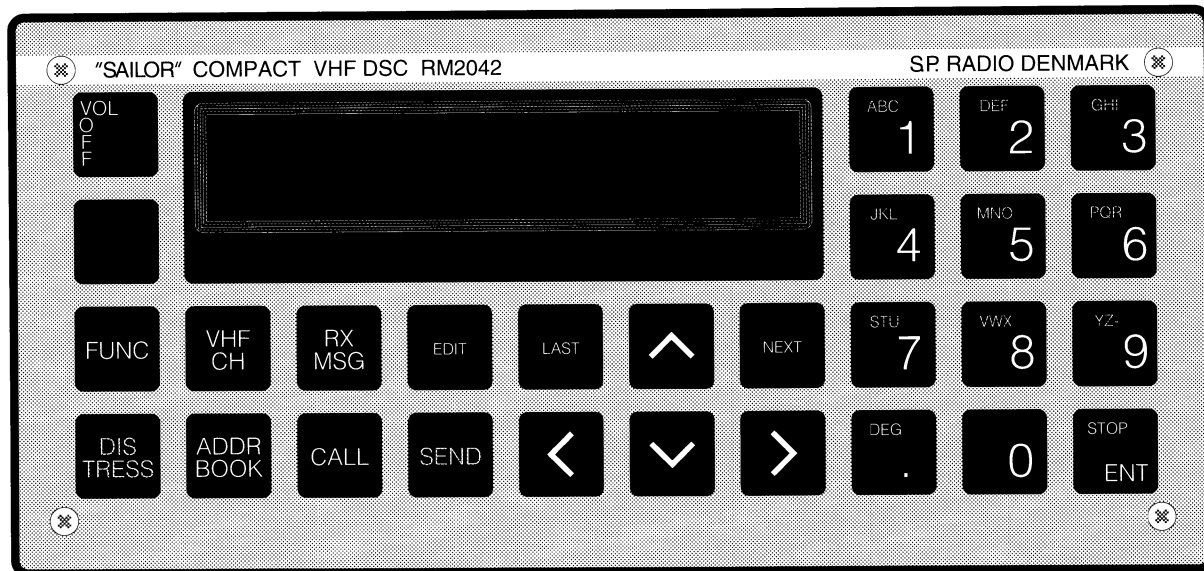 "SAILOR" COMPACT VHF DSC RM2042
S.P. RADIO DENMARK
VOL
O
F
F
ABC
1
DEF
2
GHI
3
JKL
4
MNO
5
PQR
6
FUNC
VHF
CH
RX
MSG
EDIT
LAST
NEXT
STU
7
VWX
8
YZ-
9
DIS
TRESS
ADDR
BOOK
CALL
SEND
DEG
.
0
STOP
ENT